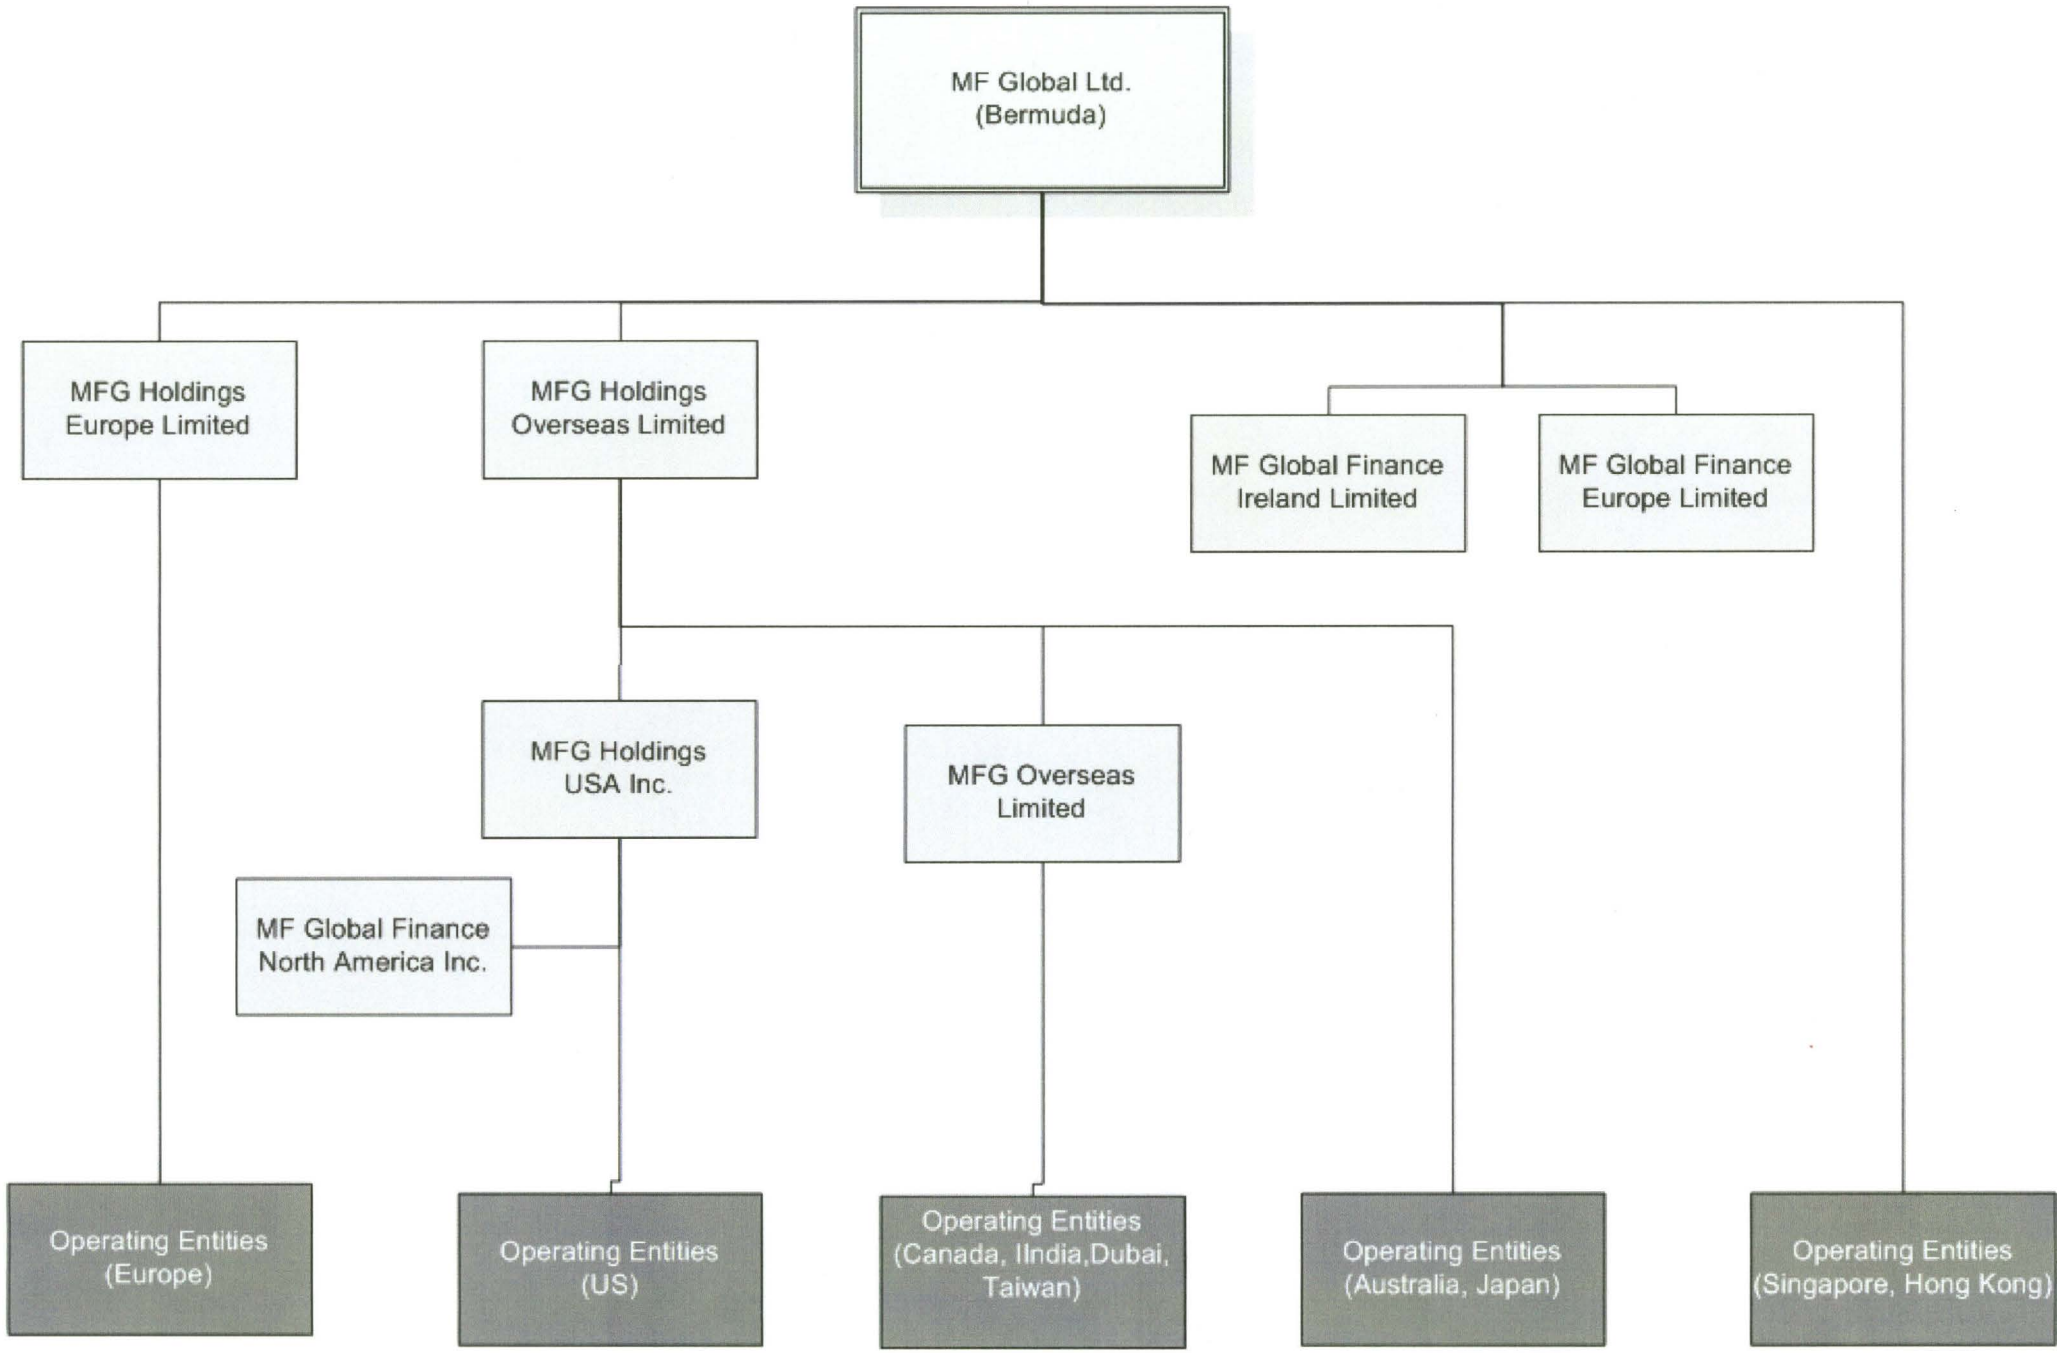 MF Global Ltd.
(Bermuda)
MFG Holdings
Europe Limited
MFG Holdings
Overseas Limited
MF Global Finance
Ireland Limited
MF Global Finance
Europe Limited
MFG Holdings
USA Inc.
MFG Overseas
Limited
MF Global Finance
North America Inc.
Operating Entities
(Europe)
Operating Entities
(US)
Operating Entities
(Canada, IIndia,Dubai,
Taiwan)
Operating Entities
(Australia, Japan)
Operating Entities
(Singapore, Hong Kong)